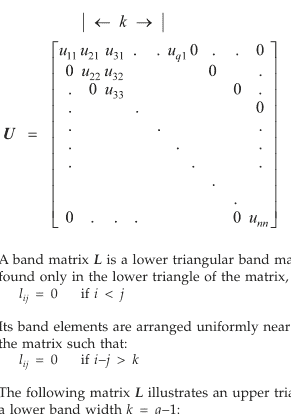 | ← k → |
u11 u21 u31 . . uq1 0 . . 0
0 u22 u32 0 .
. 0 u33 0 .
. . 0
. . .
U =
. . .
. . .
.
.
0 . . . 0 unn
A band matrix L is a lower triangular band ma
found only in the lower triangle of the matrix,
lij = 0 if i < j
Its band elements are arranged uniformly near
the matrix such that:
lij = 0 if i–j > k
The following matrix L illustrates an upper tria
a lower band width k = q–1: